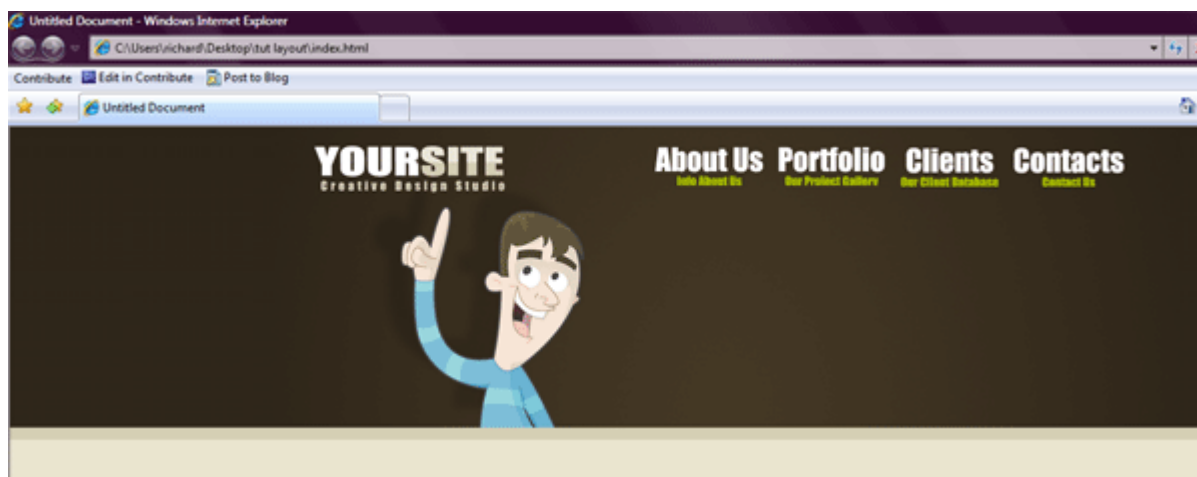 Untitled Document - Windows Internet Explorer
C:\Users\richard\Desktop\tut layout\index.html
Contribute Edit in Contribute Post to Blog
Untitled Document
YOURSITE
Creative Design Studio
About Us Portfolio Clients Contacts
Info About Us Our Project Gallery Our Client Database Contact Us